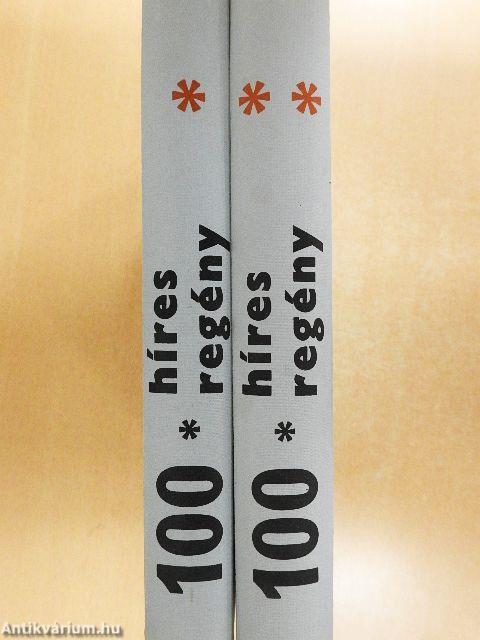 100 * híres
regény
*
100 * híres
regény
* *
Antikvárium.hu